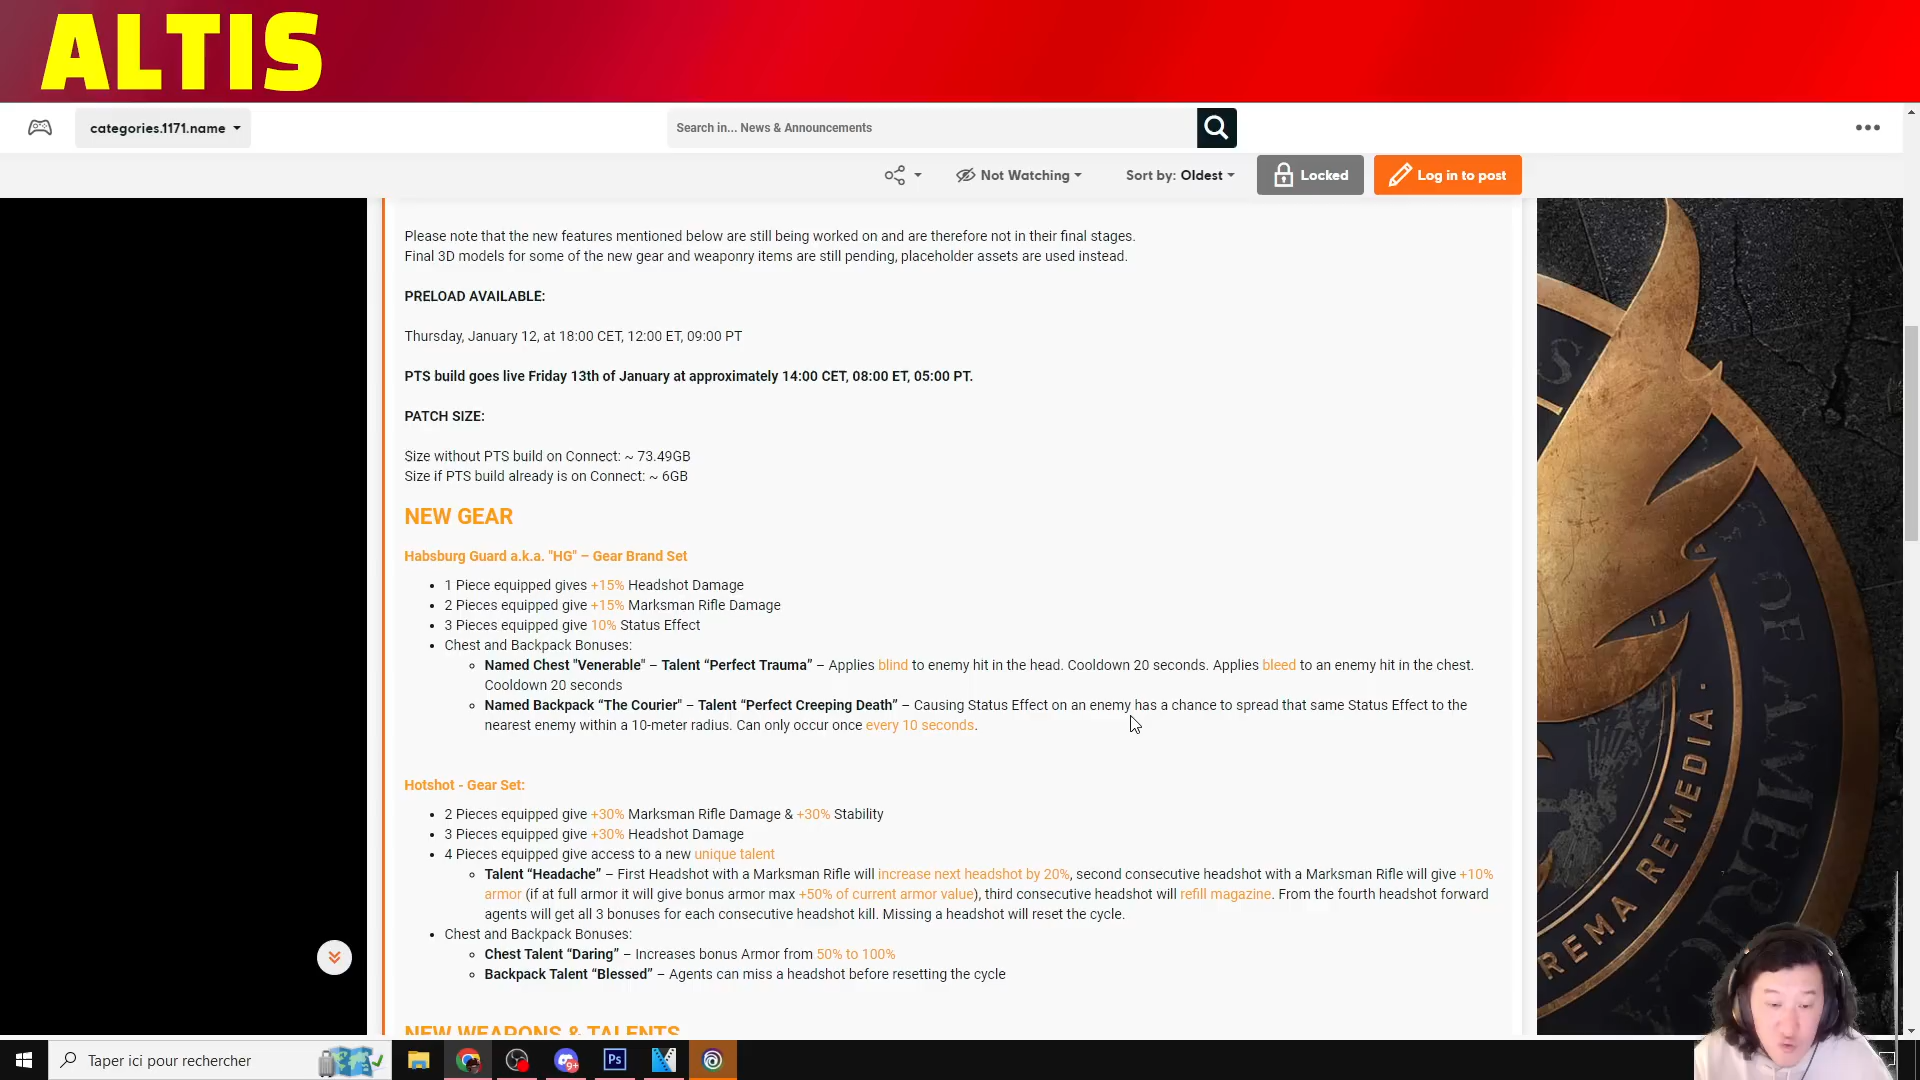 ALTIS
categories.1171.name
Search in... News & Announcements
Not Watching
Sort by: Oldest
Locked
Log in to post
Please note that the new features mentioned below are still being worked on and are therefore not in their final stages.
Final 3D models for some of the new gear and weaponry items are still pending, placeholder assets are used instead.
PRELOAD AVAILABLE:
Thursday, January 12, at 18:00 CET, 12:00 ET, 09:00 PT
PTS build goes live Friday 13th of January at approximately 14:00 CET, 08:00 ET, 05:00 PT.
PATCH SIZE:
Size without PTS build on Connect: ~ 73.49GB
Size if PTS build already is on Connect: ~ 6GB
NEW GEAR
Habsburg Guard a.k.a. "HG" – Gear Brand Set
• 1 Piece equipped gives +15% Headshot Damage
• 2 Pieces equipped give +15% Marksman Rifle Damage
• 3 Pieces equipped give 10% Status Effect
• Chest and Backpack Bonuses:
Named Chest "Venerable" – Talent “Perfect Trauma” – Applies blind to enemy hit in the head. Cooldown 20 seconds. Applies bleed to an enemy hit in the chest.
Cooldown 20 seconds
Named Backpack “The Courier" – Talent “Perfect Creeping Death” – Causing Status Effect on an enemy has a chance to spread that same Status Effect to the
nearest enemy within a 10-meter radius. Can only occur once every 10 seconds.
Hotshot - Gear Set:
• 2 Pieces equipped give +30% Marksman Rifle Damage & +30% Stability
• 3 Pieces equipped give +30% Headshot Damage
• 4 Pieces equipped give access to a new unique talent
Talent “Headache” – First Headshot with a Marksman Rifle will increase next headshot by 20%, second consecutive headshot with a Marksman Rifle will give +10%
armor (if at full armor it will give bonus armor max +50% of current armor value), third consecutive headshot will refill magazine. From the fourth headshot forward
agents will get all 3 bonuses for each consecutive headshot kill. Missing a headshot will reset the cycle.
• Chest and Backpack Bonuses:
Chest Talent “Daring” – Increases bonus Armor from 50% to 100%
Backpack Talent “Blessed” – Agents can miss a headshot before resetting the cycle
NEW WEAPONS & TALENTS
OF AMER
REMA REMEDIA.
Taper ici pour rechercher
9+
Ps